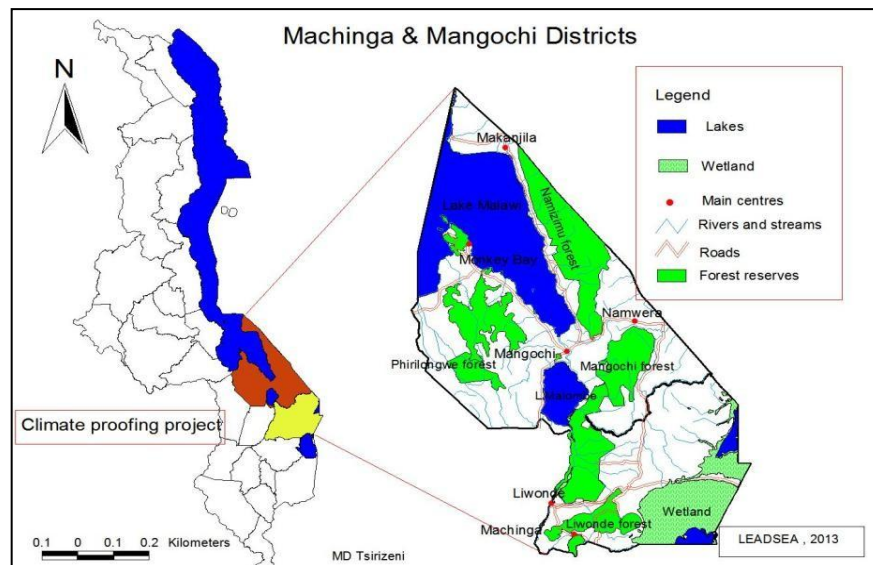 Machinga & Mangochi Districts
N
Legend
Lakes
Wetland
Main centres
Rivers and streams
Roads
Forest reserves
Makanjila
Lake Malawi
Namizimu forest
Monkey Bay
Namwera
Mangochi
Phirilongwe forest
Mangochi forest
L.Malombe
Climate proofing project
Liwonde
Wetland
Machinga
Liwonde forest
LEADSEA , 2013
0.1 0 0.1 0.2 Kilometers
MD Tsirizeni